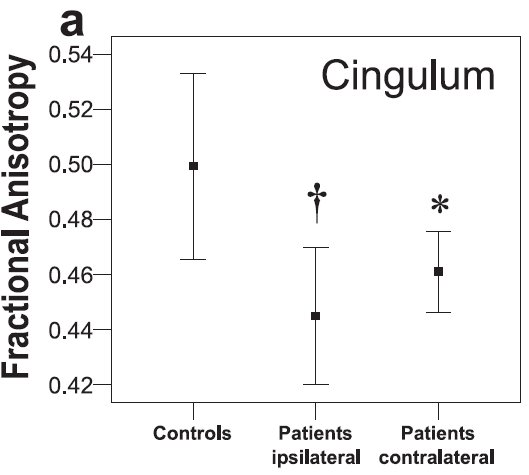 a
Cingulum
Fractional Anisotropy
0.54
0.52
0.50
0.48
0.46
0.44
0.42
†
*
Controls
Patients
ipsilateral
Patients
contralateral